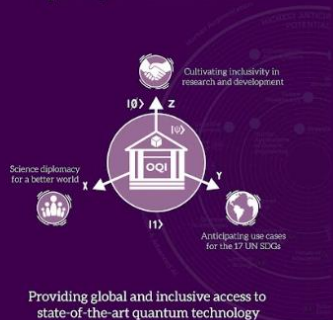 Cultivating inclusivity in
research and development
|0⟩
Z
|Ψ⟩
OQI
Science diplomacy
for a better world
X
Y
|1⟩
Anticipating use cases
for the 17 UN SDGs
Providing global and inclusive access to
state-of-the-art quantum technology